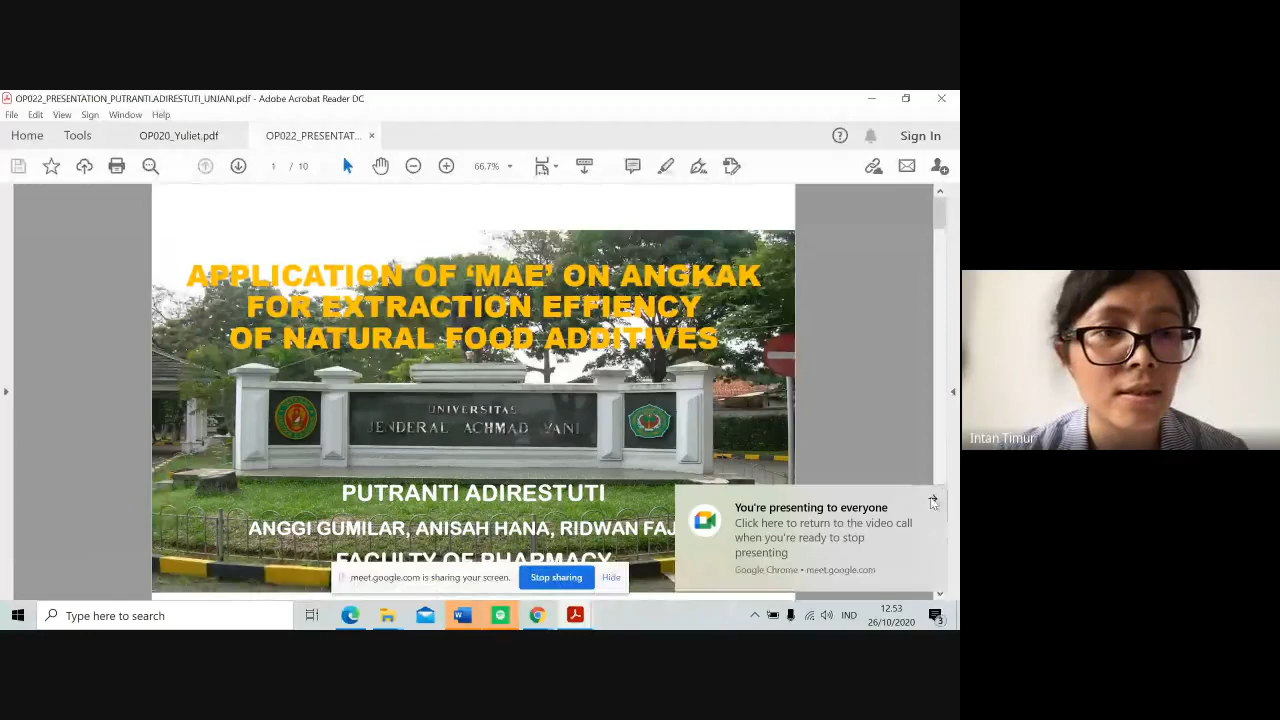 OP022_PRESENTATION_PUTRANTI.ADIRESTUTI_UNJANI.pdf - Adobe Acrobat Reader DC
File Edit View Sign Window Help
Home Tools OP020_Yuliet.pdf OP022_PRESENTAT... × Sign In
1 / 10 66.7%
APPLICATION OF ‘MAE’ ON ANGKAK
FOR EXTRACTION EFFIENCY
OF NATURAL FOOD ADDITIVES
UNIVERSITAS
JENDERAL ACHMAD YANI
PUTRANTI ADIRESTUTI
ANGGI GUMILAR, ANISAH HANA, RIDWAN FAJ
FACULTY OF PHARMACY
You're presenting to everyone
Click here to return to the video call
when you're ready to stop
presenting
Google Chrome • meet.google.com
meet.google.com is sharing your screen. Stop sharing Hide
Intan Timur
Type here to search
IND
12.53
26/10/2020
3